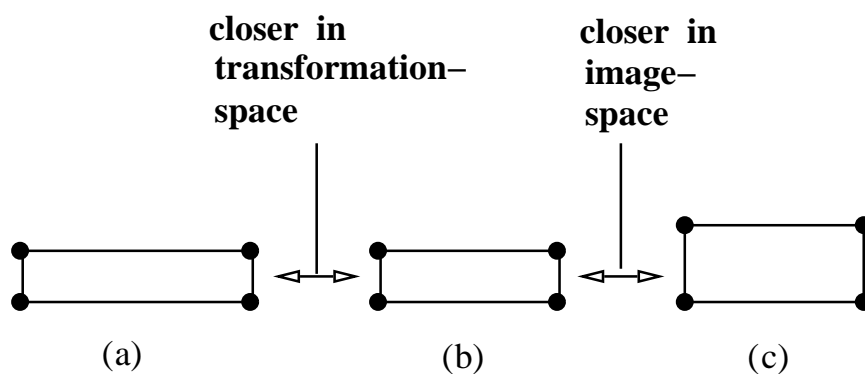 closer in
transformation–
space
closer in
image–
space
(a)
(b)
(c)